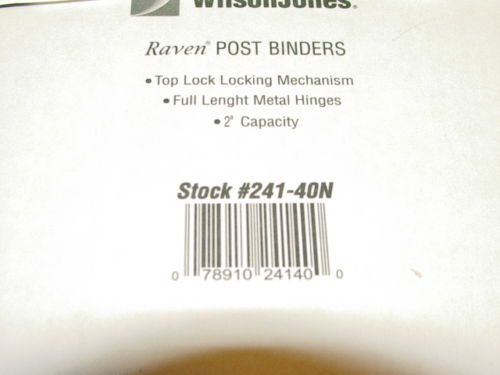 WilsonJones.
Raven® POST BINDERS
• Top Lock Locking Mechanism
• Full Lenght Metal Hinges
• 2" Capacity
Stock #241-40N
0 78910 24140 0